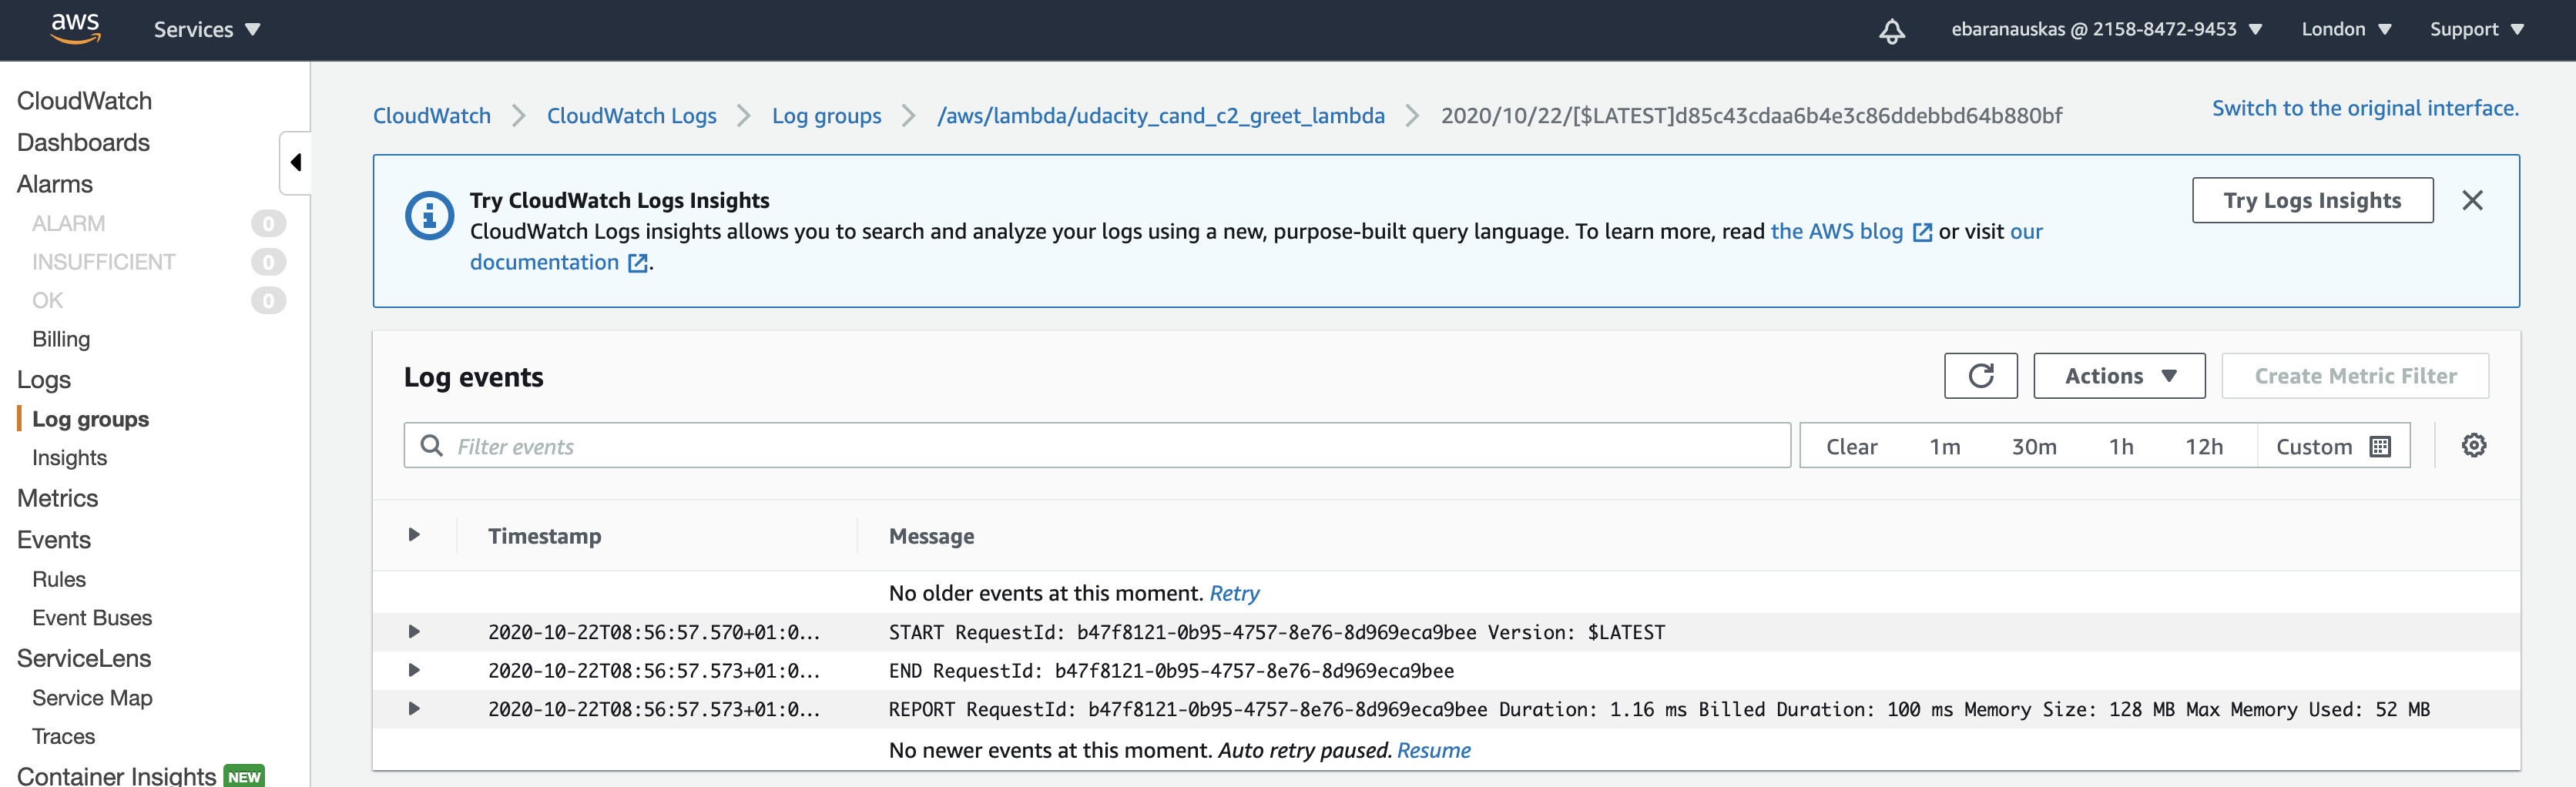 aws
Services
ebaranauskas @ 2158-8472-9453
London
Support
CloudWatch
Dashboards
Alarms
ALARM 0
INSUFFICIENT 0
OK 0
Billing
Logs
Log groups
Insights
Metrics
Events
Rules
Event Buses
ServiceLens
Service Map
Traces
Container Insights NEW
CloudWatch > CloudWatch Logs > Log groups > /aws/lambda/udacity_cand_c2_greet_lambda > 2020/10/22/[$LATEST]d85c43cdaa6b4e3c86ddebbd64b880bf
Switch to the original interface.
Try CloudWatch Logs Insights
CloudWatch Logs insights allows you to search and analyze your logs using a new, purpose-built query language. To learn more, read the AWS blog or visit our
documentation .
Try Logs Insights
Log events
Actions
Create Metric Filter
Filter events
Clear 1m 30m 1h 12h Custom
Timestamp Message
No older events at this moment. Retry
2020-10-22T08:56:57.570+01:0... START RequestId: b47f8121-0b95-4757-8e76-8d969eca9bee Version: $LATEST
2020-10-22T08:56:57.573+01:0... END RequestId: b47f8121-0b95-4757-8e76-8d969eca9bee
2020-10-22T08:56:57.573+01:0... REPORT RequestId: b47f8121-0b95-4757-8e76-8d969eca9bee Duration: 1.16 ms Billed Duration: 100 ms Memory Size: 128 MB Max Memory Used: 52 MB
No newer events at this moment. Auto retry paused. Resume